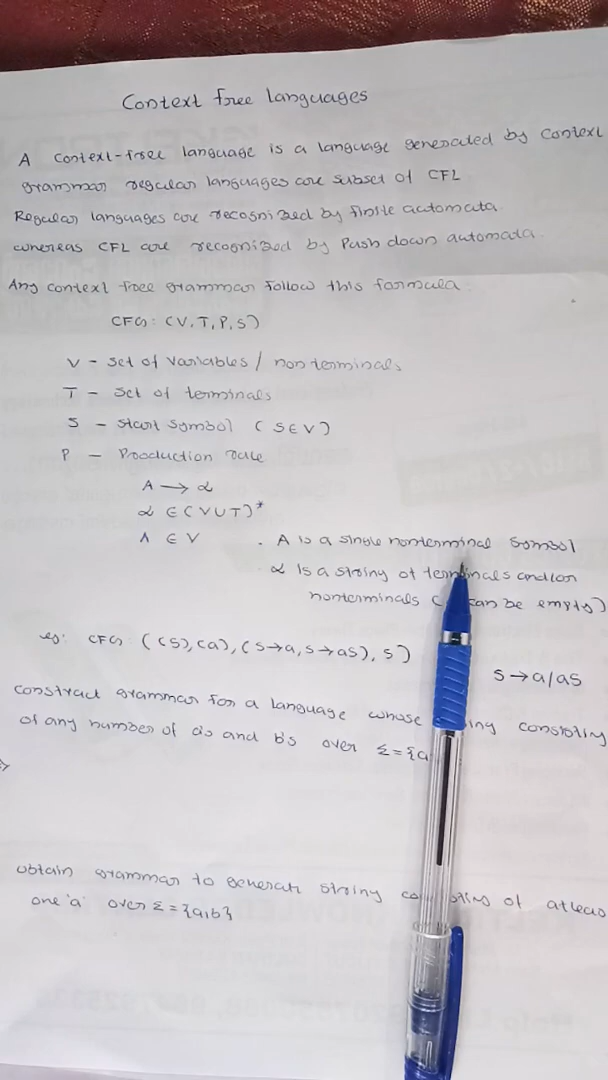 Context free languages
A context-free language is a language generated by context
grammar regular languages are subset of CFL
Regular languages are recognized by finite automata
whereas CFL are recognized by Push down automata.
Any context free grammar follow this formula.
CFG: (V, T, P, S)
V - set of variables / non terminals
T - set of terminals
S - start symbol (S ∈ V)
P - Production rule
A → α
α ∈ (V ∪ T)*
A ∈ V . A is a single nonterminal symbol
α is a string of terminals and/or
nonterminals ( can be empty)
eg: CFG: ((S), (a), (S→a, S→aS), S)
S → a/aS
construct grammar for a language whose consisting
of any number of a's and b's over Σ={a
obtain grammar to generate string of atleas
one 'a' over Σ={a,b}